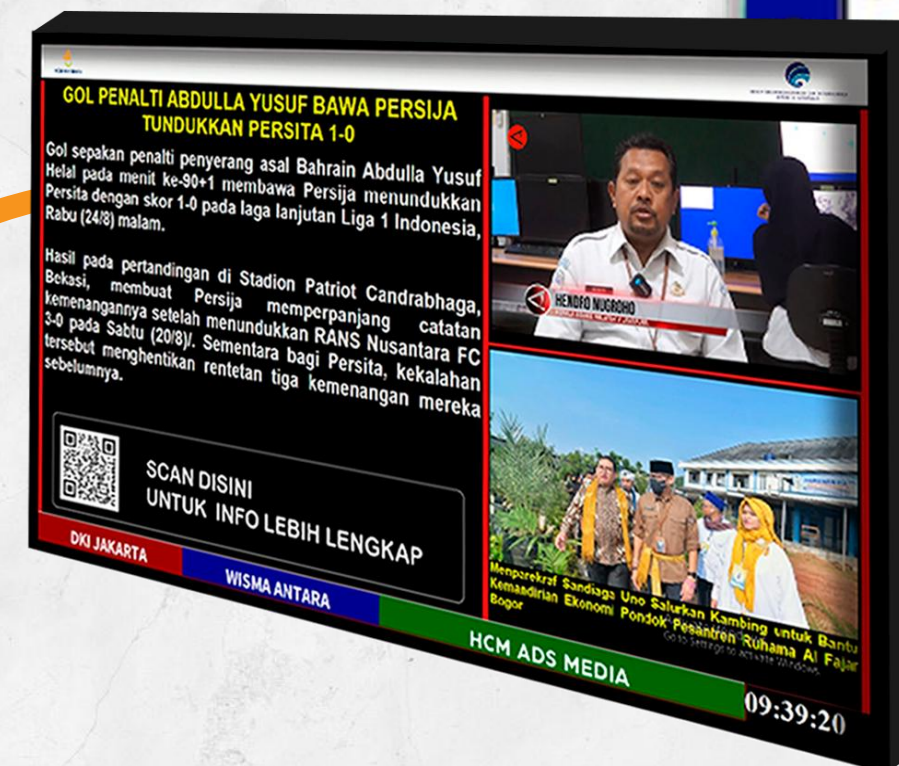 GOL PENALTI ABDULLA YUSUF BAWA PERSIJA
TUNDUKKAN PERSITA 1-0
Gol sepakan penalti penyerang asal Bahrain Abdulla Yusuf
Helal pada menit ke-90+1 membawa Persija menundukkan
Persita dengan skor 1-0 pada laga lanjutan Liga 1 Indonesia,
Rabu (24/8) malam.
Hasil pada pertandingan di Stadion Patriot Candrabhaga,
Bekasi, membuat Persija memperpanjang catatan
kemenangannya setelah menundukkan RANS Nusantara FC
3-0 pada Sabtu (20/8)/. Sementara bagi Persita, kekalahan
tersebut menghentikan rentetan tiga kemenangan mereka
sebelumnya.
SCAN DISINI
UNTUK INFO LEBIH LENGKAP
HENDRO NUGROHO
Menparekraf Sandiaga Uno Salurkan Kambing untuk Bantu
Kemandirian Ekonomi Pondok Pesantren Ruhama Al Fajar
Bogor
Go to Settings to activate Windows.
DKI JAKARTA
WISMA ANTARA
HCM ADS MEDIA
09:39:20